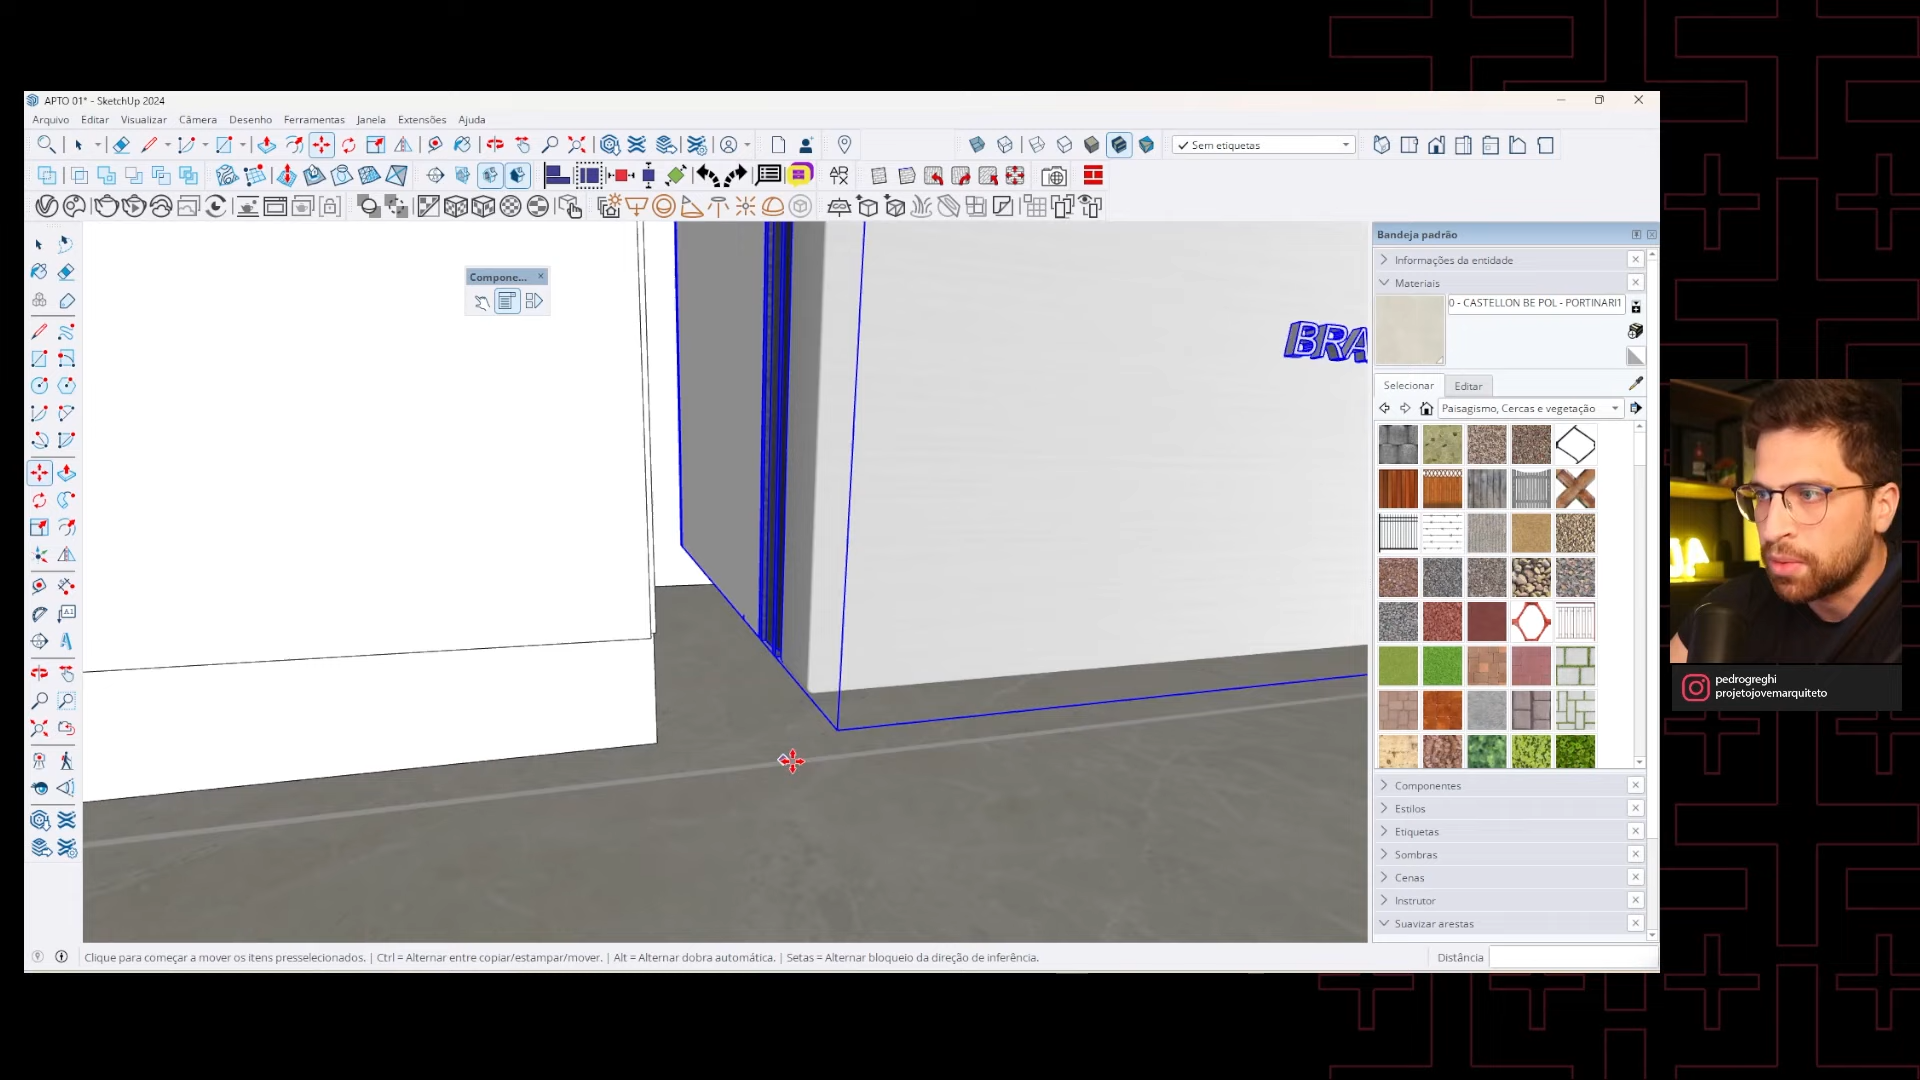 APTO 01* - SketchUp 2024
Arquivo Editar Visualizar Câmera Desenho Ferramentas Janela Extensões Ajuda
Sem etiquetas
Bandeja padrão
Informações da entidade
Compone...
Materiais
0 - CASTELLON BE POL - PORTINARI1
BRA
Selecionar Editar
Paisagismo, Cercas e vegetação
pedrogreghi
projetojovemarquiteto
Componentes
Estilos
Etiquetas
Sombras
Cenas
Instrutor
Suavizar arestas
Clique para começar a mover os itens presselecionados. | Ctrl = Alternar entre copiar/estampar/mover. | Alt = Alternar dobra automática. | Setas = Alternar bloqueio da direção de inferência.
Distância